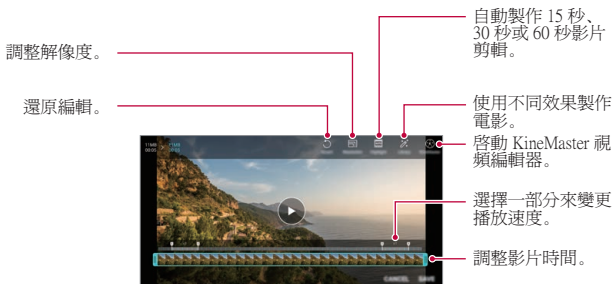 調整解像度。
還原編輯。
自動製作 15 秒、
30 秒或 60 秒影片
剪輯。
使用不同效果製作
電影。
啓動 KineMaster 視
頻編輯器。
選擇一部分來變更
播放速度。
調整影片時間。
CANCEL SAVE